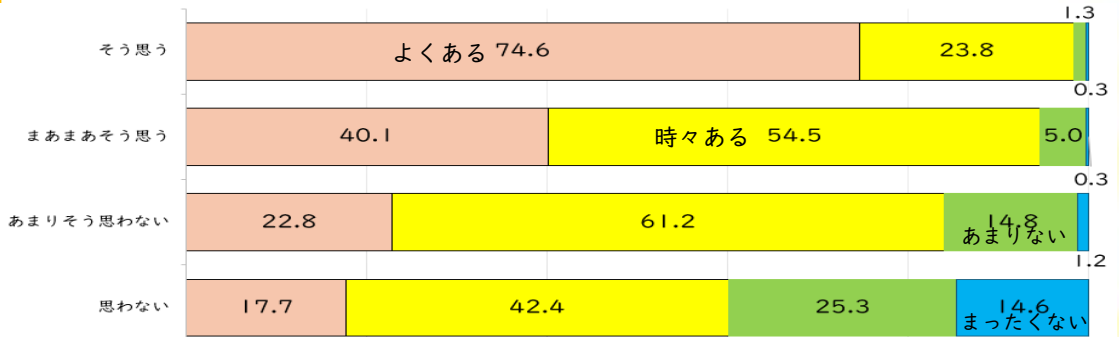 1.3
そう思う よくある 74.6 23.8
0.3
まあまあそう思う 40.1 時々ある 54.5 5.0
0.3
あまりそう思わない 22.8 61.2 14.8
あまりない
1.2
思わない 17.7 42.4 25.3 14.6
まったくない